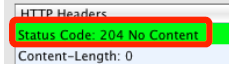 HTTP Headers
Status Code: 204 No Content
Content-Length: 0